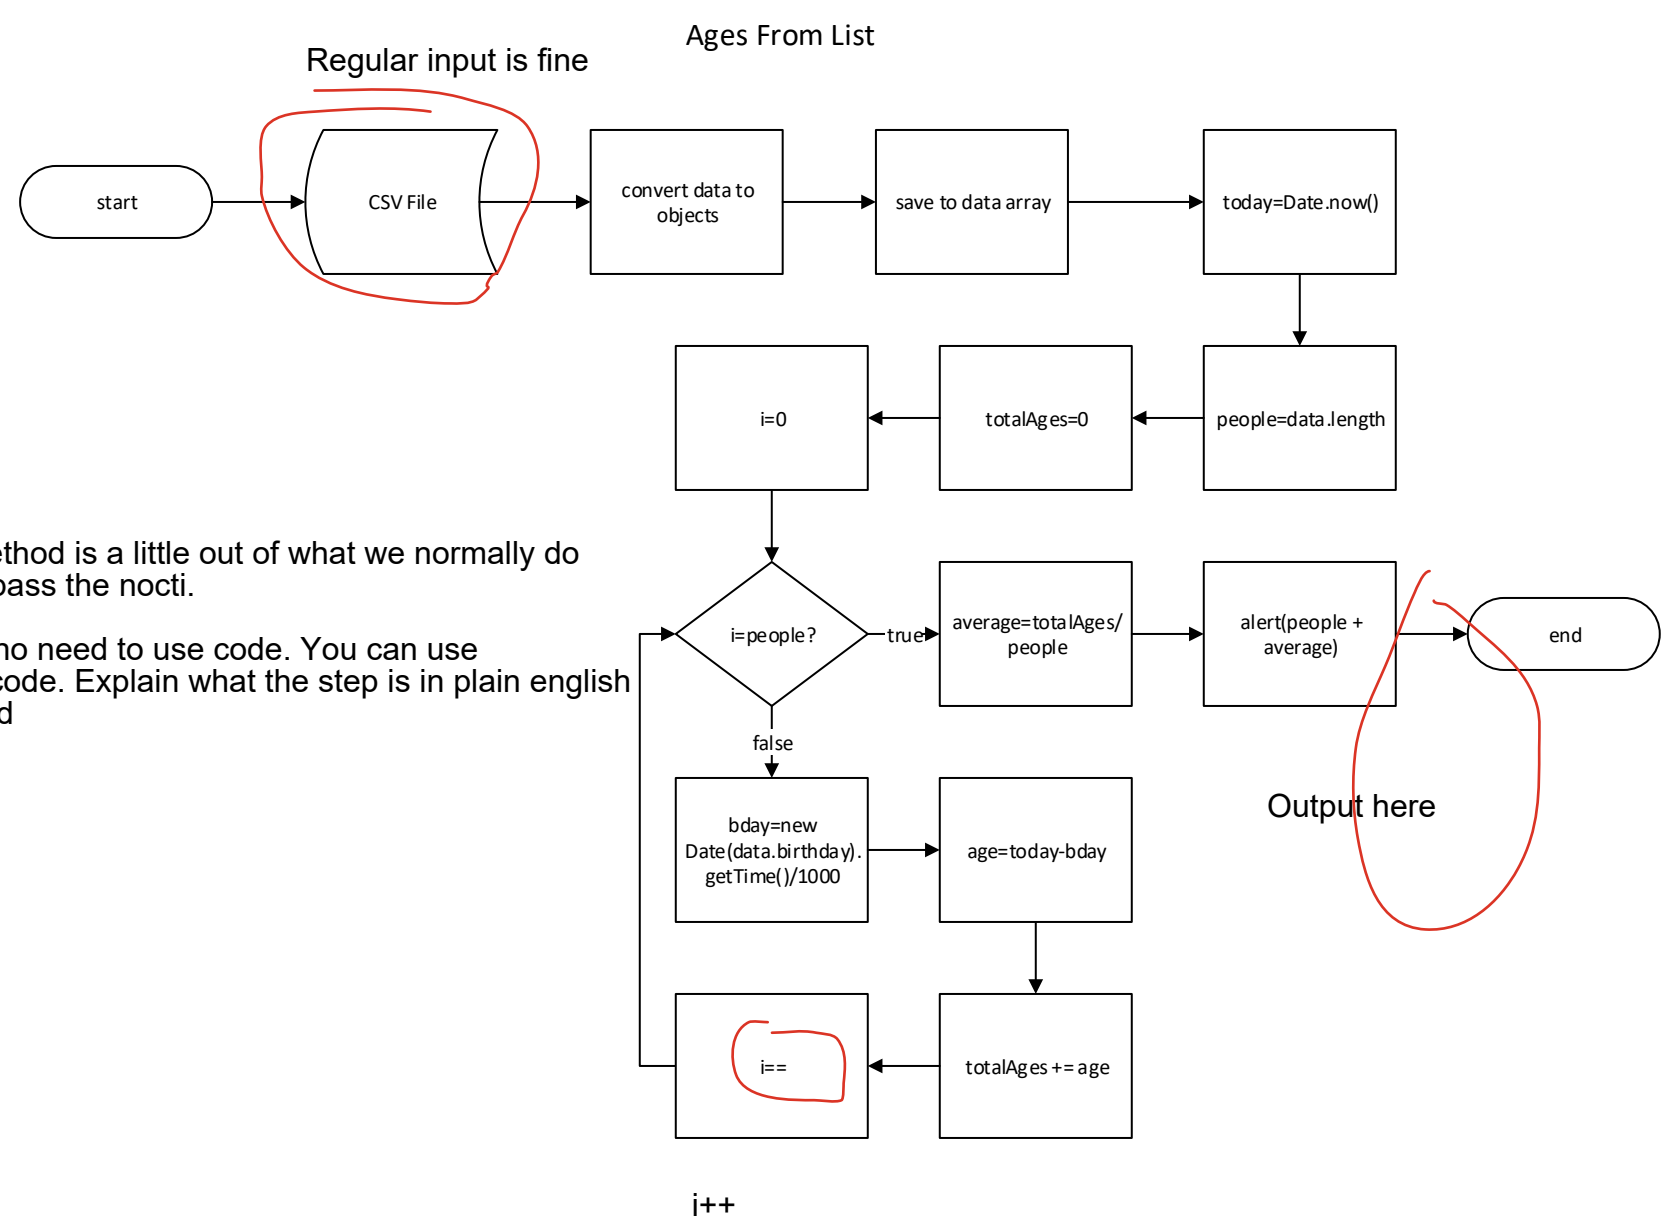 Ages From List
Regular input is fine
start
CSV File
convert data to
objects
save to data array
today=Date.now()
i=0
totalAges=0
people=data.length
ethod is a little out of what we normally do
pass the nocti.
no need to use code. You can use
code. Explain what the step is in plain english
d
i=people?
true
average=totalAges/
people
alert(people +
average)
end
false
bday=new
Date(data.birthday).
getTime()/1000
age=today-bday
Output here
i==
totalAges += age
i++